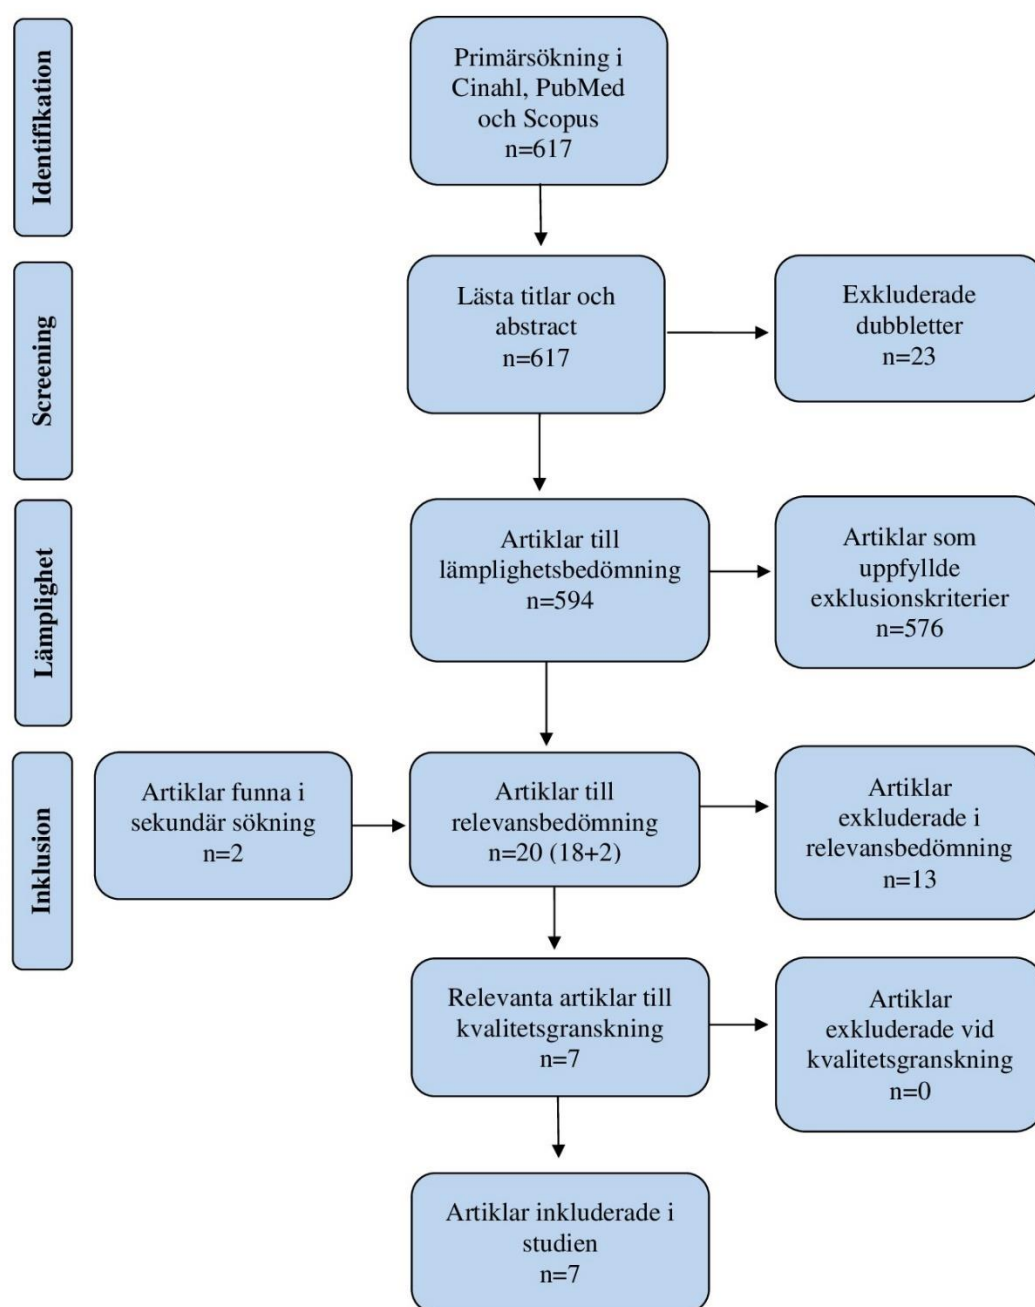 Identifikation
Primärsökning i
Cinahl, PubMed
och Scopus
n=617
Screening
Lästa titlar och
abstract
n=617
Exkluderade
dubbletter
n=23
Lämplighet
Artiklar till
lämplighetsbedömning
n=594
Artiklar som
uppfyllde
exklusionskriterier
n=576
Inklusion
Artiklar funna i
sekundär sökning
n=2
Artiklar till
relevansbedömning
n=20 (18+2)
Artiklar
exkluderade i
relevansbedömning
n=13
Relevanta artiklar till
kvalitetsgranskning
n=7
Artiklar
exkluderade vid
kvalitetsgranskning
n=0
Artiklar inkluderade i
studien
n=7